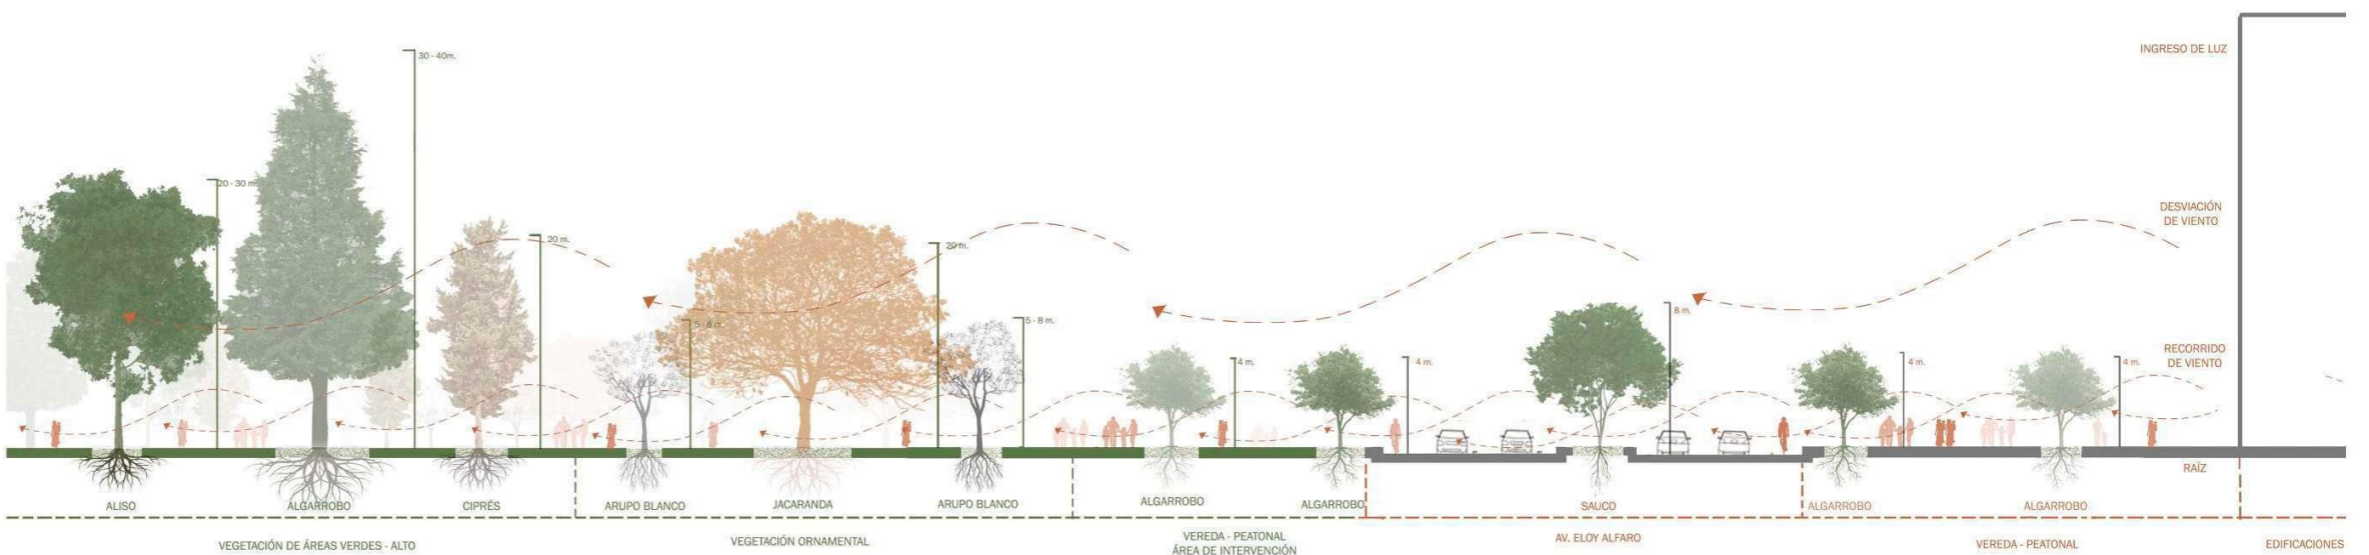 30 - 40m.
INGRESO DE LUZ
20 - 30 m.
DESVIACIÓN
DE VIENTO
20 m.
20m.
5 - 8 m.
5 - 8 m.
8 m.
RECORRIDO
DE VIENTO
4 m.
4 m.
4 m.
4 m.
RAÍZ
ALISO
ALGARROBO
CIPRÉS
ARUPO BLANCO
JACARANDA
ARUPO BLANCO
ALGARROBO
ALGARROBO
SAUCO
ALGARROBO
ALGARROBO
VEGETACIÓN DE ÁREAS VERDES - ALTO
VEGETACIÓN ORNAMENTAL
VEREDA - PEATONAL
ÁREA DE INTERVENCIÓN
AV. ELOY ALFARO
VEREDA - PEATONAL
EDIFICACIONES